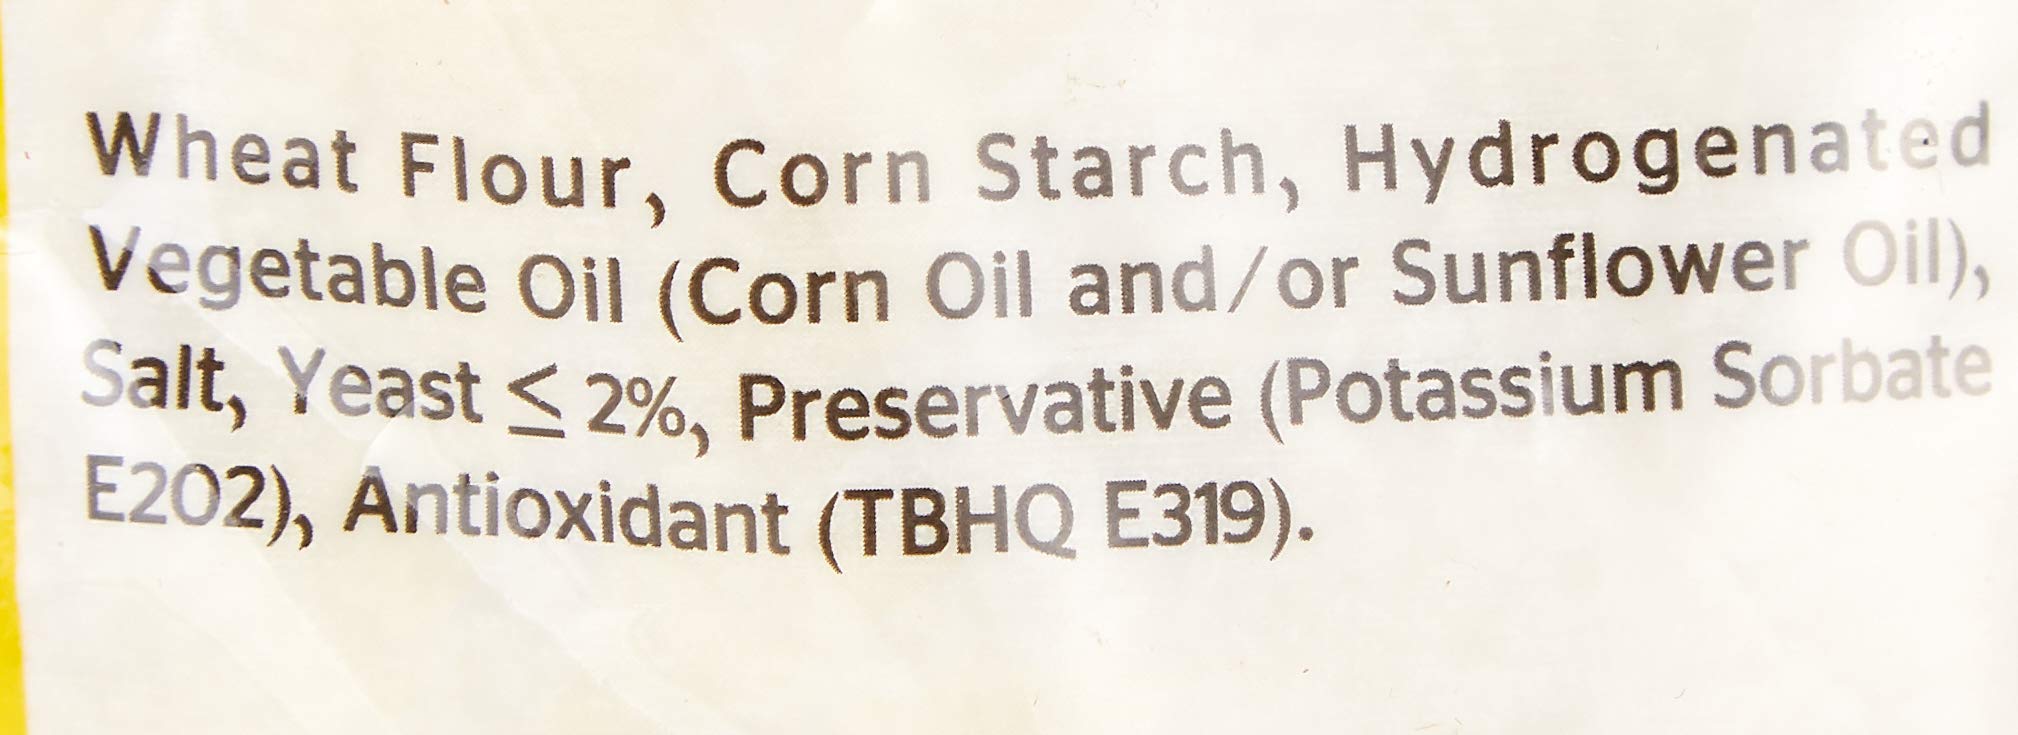 Wheat Flour, Corn Starch, Hydrogenated
Vegetable Oil (Corn Oil and/or Sunflower Oil),
Salt, Yeast ≤ 2%, Preservative (Potassium Sorbate
E202), Antioxidant (TBHQ E319).